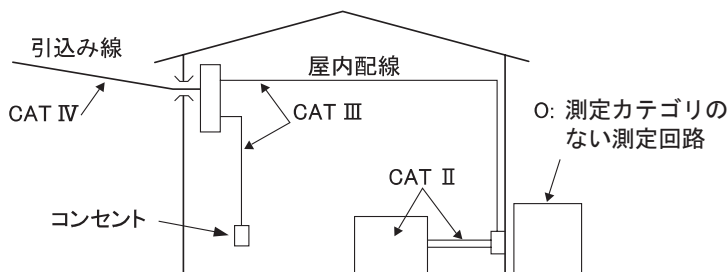 引込み線
CAT Ⅳ
屋内配線
CAT Ⅲ
O: 測定カテゴリの
ない測定回路
CAT Ⅱ
コンセント